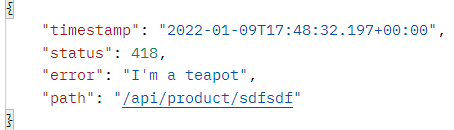 {
"timestamp": "2022-01-09T17:48:32.197+00:00",
"status": 418,
"error": "I'm a teapot",
"path": "/api/product/sdfsdf"
}